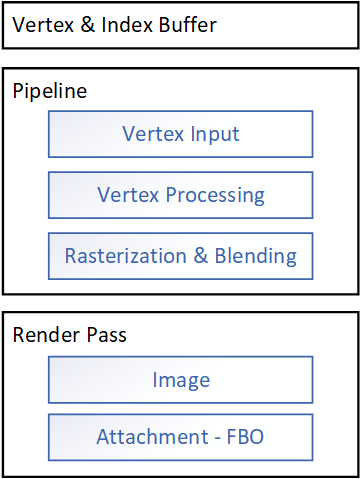 Vertex & Index Buffer
Pipeline
Vertex Input
Vertex Processing
Rasterization & Blending
Render Pass
Image
Attachment - FBO